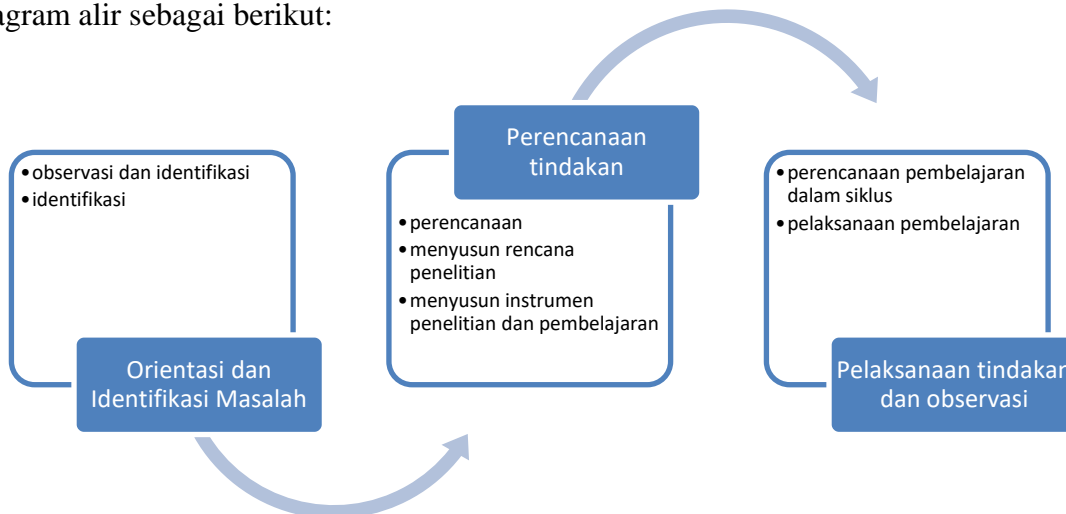 agram alir sebagai berikut:
•observasi dan identifikasi
•identifikasi
Orientasi dan
Identifikasi Masalah
Perencanaan
tindakan
•perencanaan
•menyusun rencana
penelitian
•menyusun instrumen
penelitian dan pembelajaran
•perencanaan pembelajaran
dalam siklus
•pelaksanaan pembelajaran
Pelaksanaan tindakan
dan observasi